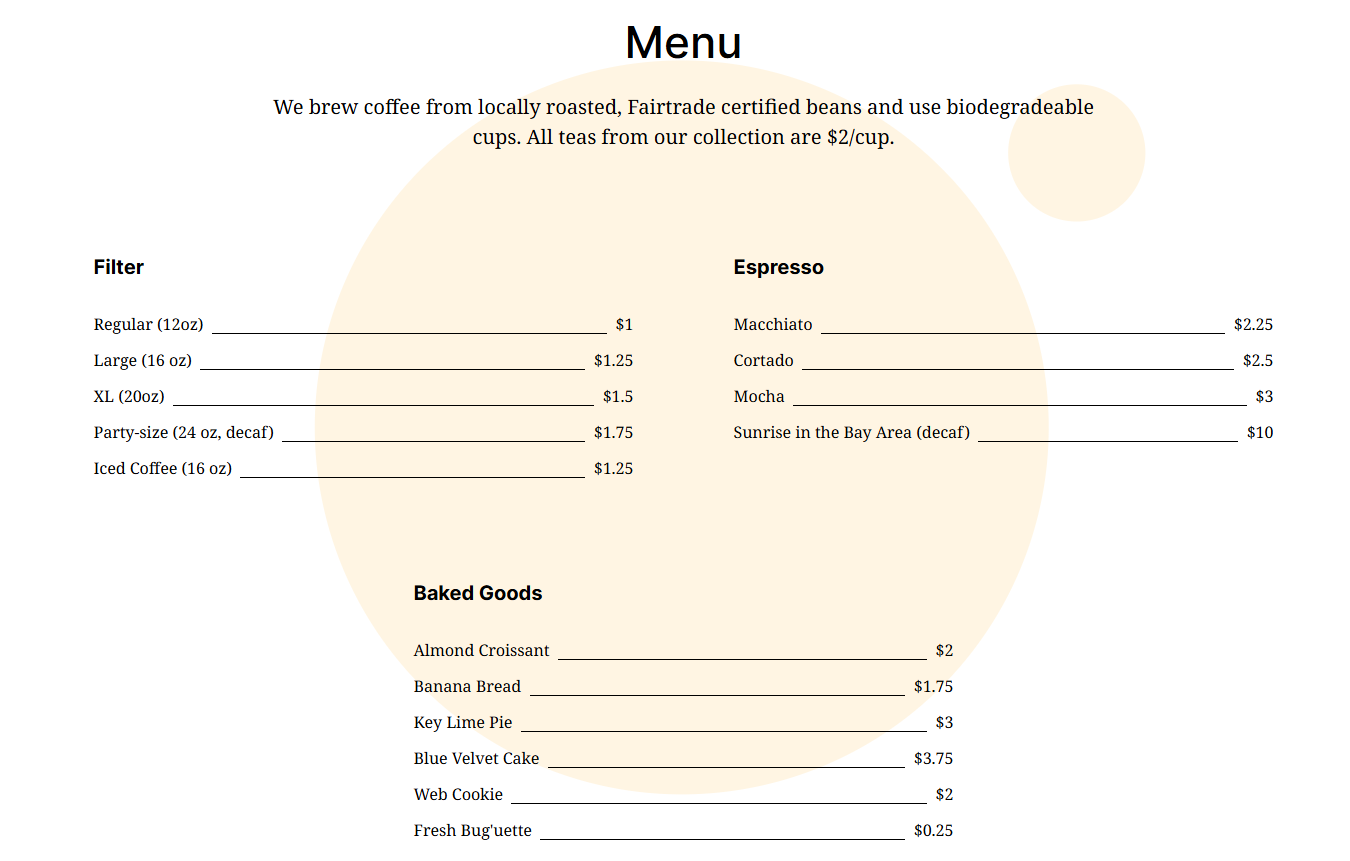 Menu
We brew coffee from locally roasted, Fairtrade certified beans and use biodegradeable
cups. All teas from our collection are $2/cup.
Filter
Regular (12oz) $1
Large (16 oz) $1.25
XL (20oz) $1.5
Party-size (24 oz, decaf) $1.75
Iced Coffee (16 oz) $1.25
Espresso
Macchiato $2.25
Cortado $2.5
Mocha $3
Sunrise in the Bay Area (decaf) $10
Baked Goods
Almond Croissant $2
Banana Bread $1.75
Key Lime Pie $3
Blue Velvet Cake $3.75
Web Cookie $2
Fresh Bug'uette $0.25